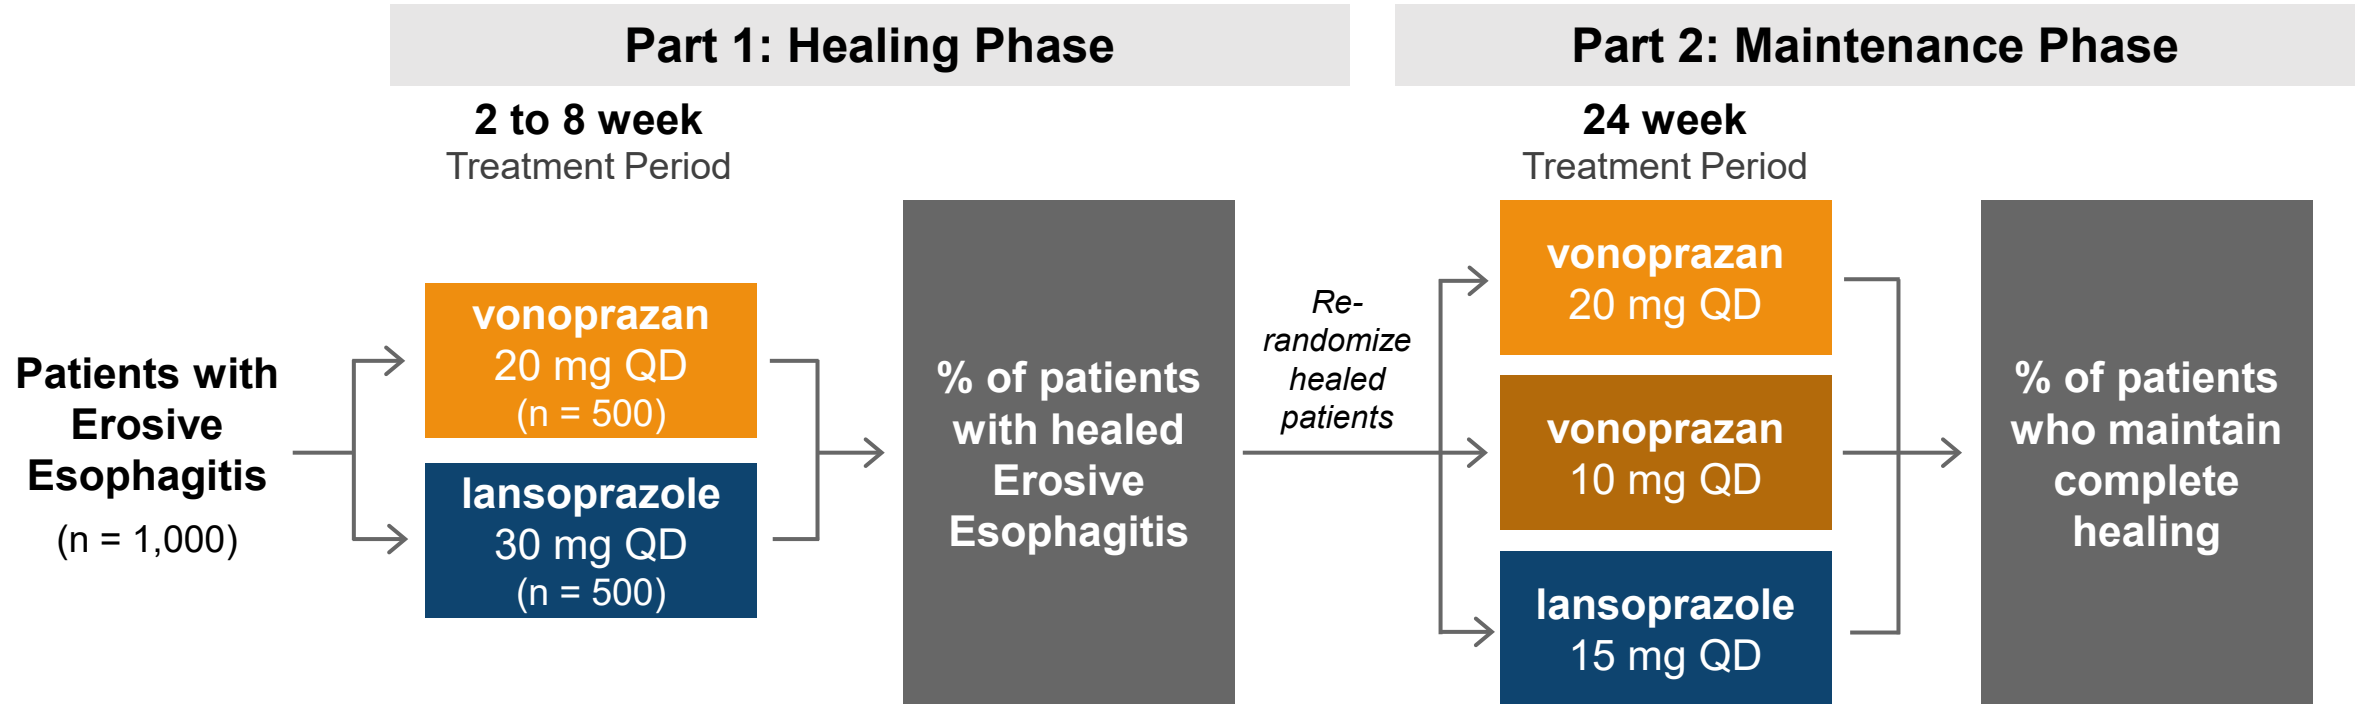 Part 1: Healing Phase
Part 2: Maintenance Phase
2 to 8 week
Treatment Period
24 week
Treatment Period
Patients with
Erosive
Esophagitis
(n = 1,000)
vonoprazan
20 mg QD
(n = 500)
lansoprazole
30 mg QD
(n = 500)
% of patients
with healed
Erosive
Esophagitis
Re-
randomize
healed
patients
vonoprazan
20 mg QD
vonoprazan
10 mg QD
lansoprazole
15 mg QD
% of patients
who maintain
complete
healing